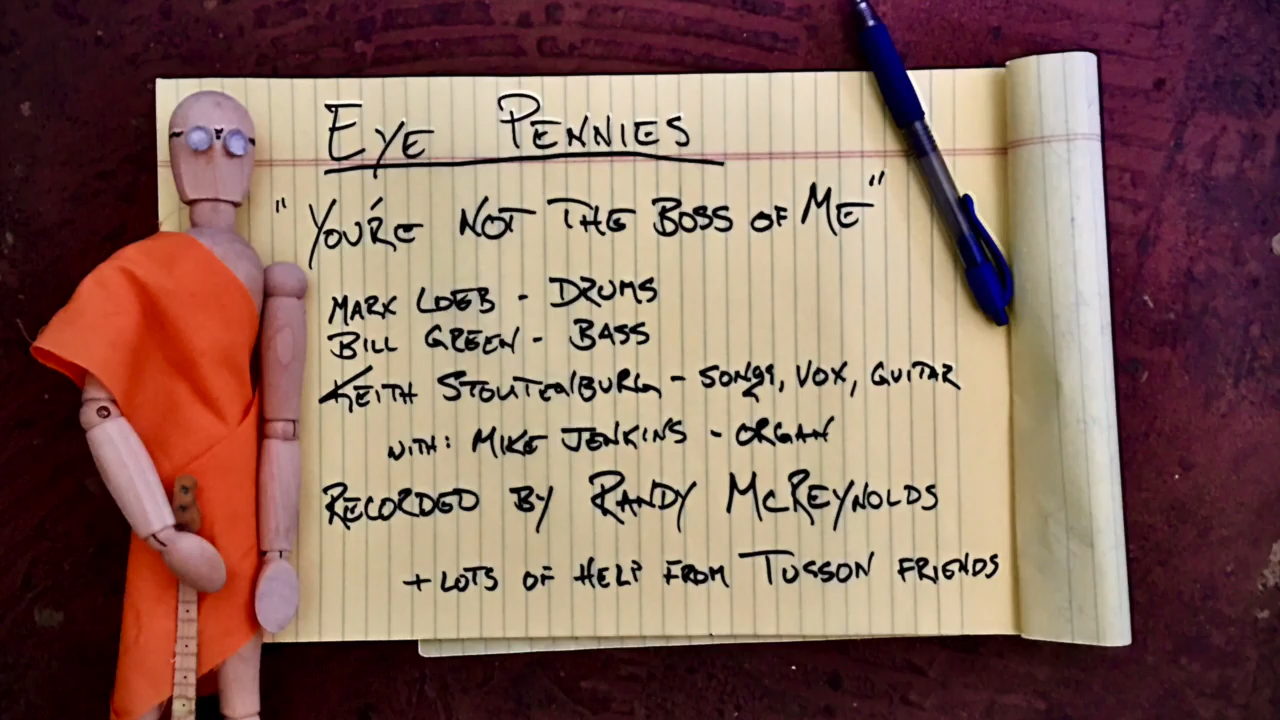 EYE PENNIES
"YOU'RE NOT THE BOSS OF ME"
MARK LOEB - DRUMS
BILL GREEN - BASS
KEITH STOUTENBURG - SONGS, VOX, GUITAR
WITH: MIKE JENKINS - ORGAN
RECORDED BY RANDY MCREYNOLDS
+ LOTS OF HELP FROM TUCSON FRIENDS